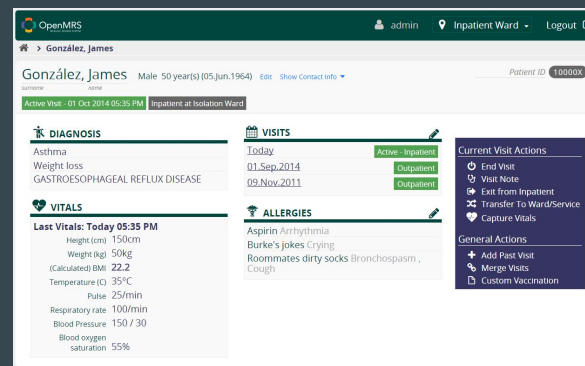 OpenMRS
admin
Inpatient Ward
Logout
González, James
González, James Male 50 year(s) (05.Jun.1964) Edit Show Contact Info
surname name
Patient ID 10000X
Active Visit - 01 Oct 2014 05:35 PM Inpatient at Isolation Ward
DIAGNOSIS
Asthma
Weight loss
GASTROESOPHAGEAL REFLUX DISEASE
VITALS
Last Vitals: Today 05:35 PM
Height (cm) 150cm
Weight (kg) 50kg
(Calculated) BMI 22.2
Temperature (C) 35°C
Pulse 25/min
Respiratory rate 100/min
Blood Pressure 150 / 30
Blood oxygen
saturation 55%
VISITS
Today Active - Inpatient
01.Sep.2014 Outpatient
09.Nov.2011 Outpatient
ALLERGIES
Aspirin Arrhythmia
Burke's jokes Crying
Roommates dirty socks Bronchospasm ,
Cough
Current Visit Actions
End Visit
Visit Note
Exit from Inpatient
Transfer To Ward/Service
Capture Vitals
General Actions
Add Past Visit
Merge Visits
Custom Vaccination